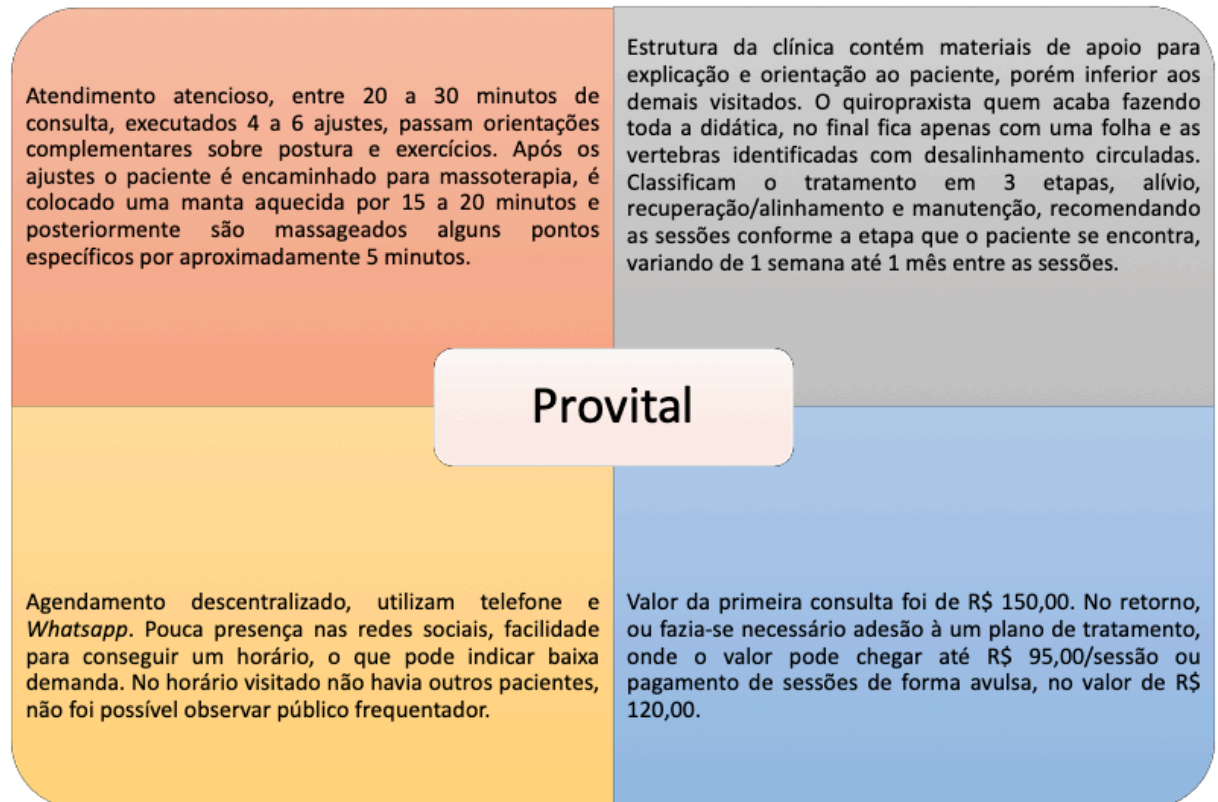 Atendimento atencioso, entre 20 a 30 minutos de
consulta, executados 4 a 6 ajustes, passam orientações
complementares sobre postura e exercícios. Após os
ajustes o paciente é encaminhado para massoterapia, é
colocado uma manta aquecida por 15 a 20 minutos e
posteriormente são massageados alguns pontos
específicos por aproximadamente 5 minutos.
Estrutura da clínica contém materiais de apoio para
explicação e orientação ao paciente, porém inferior aos
demais visitados. O quiropraxista quem acaba fazendo
toda a didática, no final fica apenas com uma folha e as
vertebras identificadas com desalinhamento circuladas.
Classificam o tratamento em 3 etapas, alívio,
recuperação/alinhamento e manutenção, recomendando
as sessões conforme a etapa que o paciente se encontra,
variando de 1 semana até 1 mês entre as sessões.
Provital
Agendamento descentralizado, utilizam telefone e
Whatsapp. Pouca presença nas redes sociais, facilidade
para conseguir um horário, o que pode indicar baixa
demanda. No horário visitado não havia outros pacientes,
não foi possível observar público frequentador.
Valor da primeira consulta foi de R$ 150,00. No retorno,
ou fazia-se necessário adesão à um plano de tratamento,
onde o valor pode chegar até R$ 95,00/sessão ou
pagamento de sessões de forma avulsa, no valor de R$
120,00.